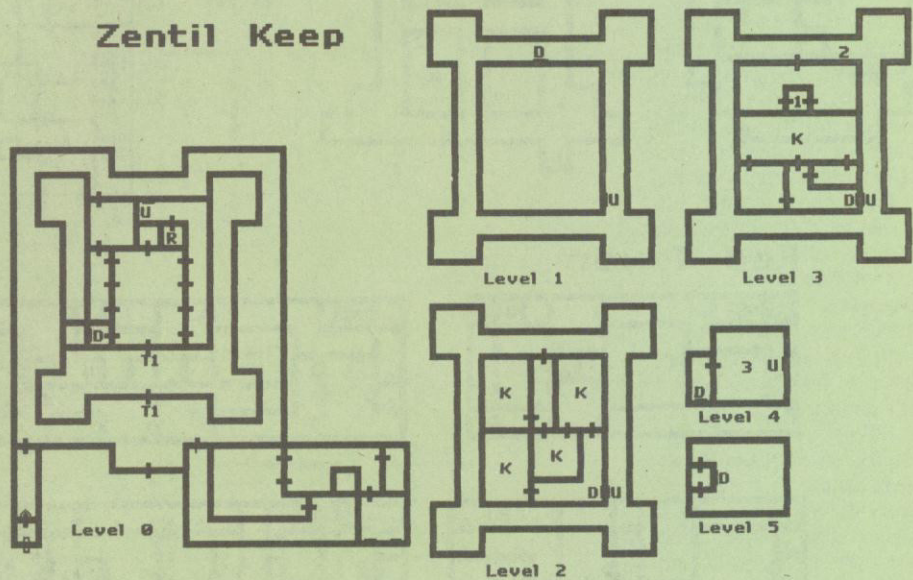 Zentil Keep
D
U
Level 1
2
1
K
D U
Level 3
U
R
D
T1
T1
D
Level 0
K
K
K
K
D U
Level 2
3 U
D
Level 4
D
Level 5